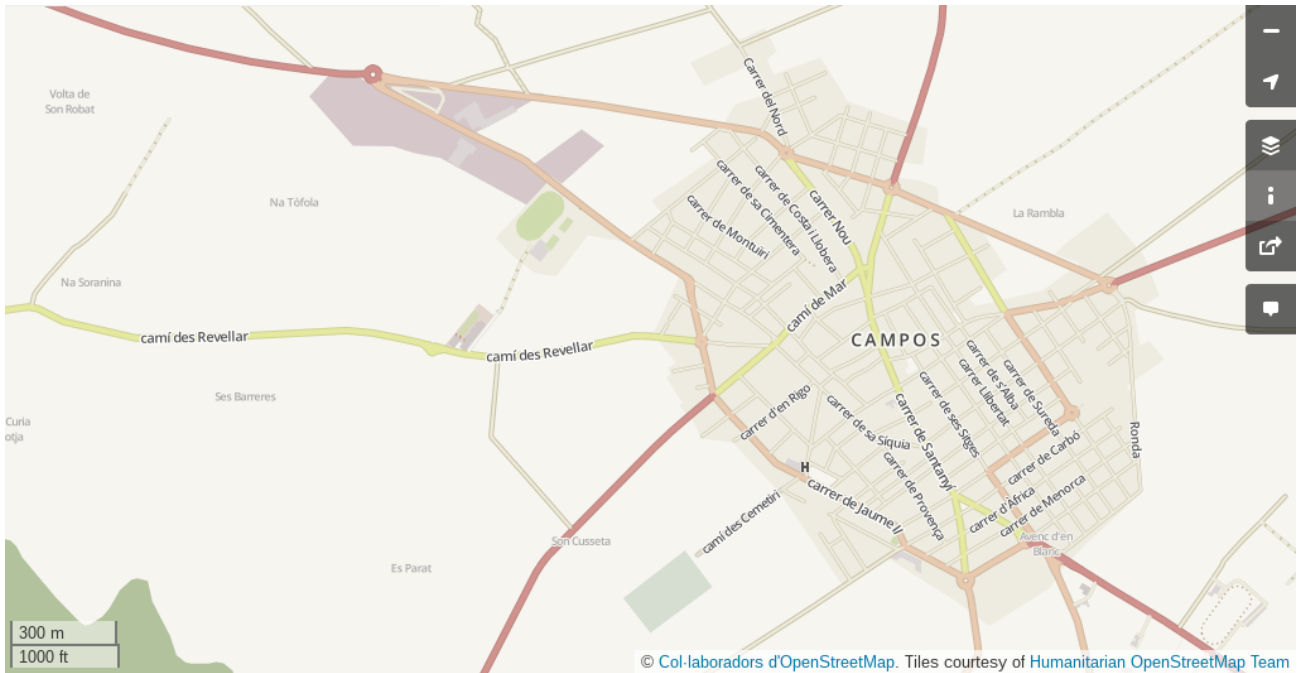 Carrer del Nord
Volta de
Son Robat
carrer de sa Cimentera
carrer de Costa i Llobera
carrer de Montuïri
carrer Nou
Na Tòfola
La Rambla
Na Soranina
camí de Mar
camí des Revellar
camí des Revellar
CAMPOS
carrer de s'Alba
carrer Llibertat
carrer de Sureda
carrer de ses Sitges
Ses Barreres
carrer d'en Rigo
carrer de sa Síquia
carrer de Santanyí
Curia
otja
Ronda
carrer de Carbó
H
carrer de Provença
carrer de Jaume II
camí des Cemetiri
carrer d'Àfrica
carrer de Menorca
Avenc d'en
Blanc
Son Cusseta
Es Parat
300 m
1000 ft
© Col·laboradors d'OpenStreetMap. Tiles courtesy of Humanitarian OpenStreetMap Team